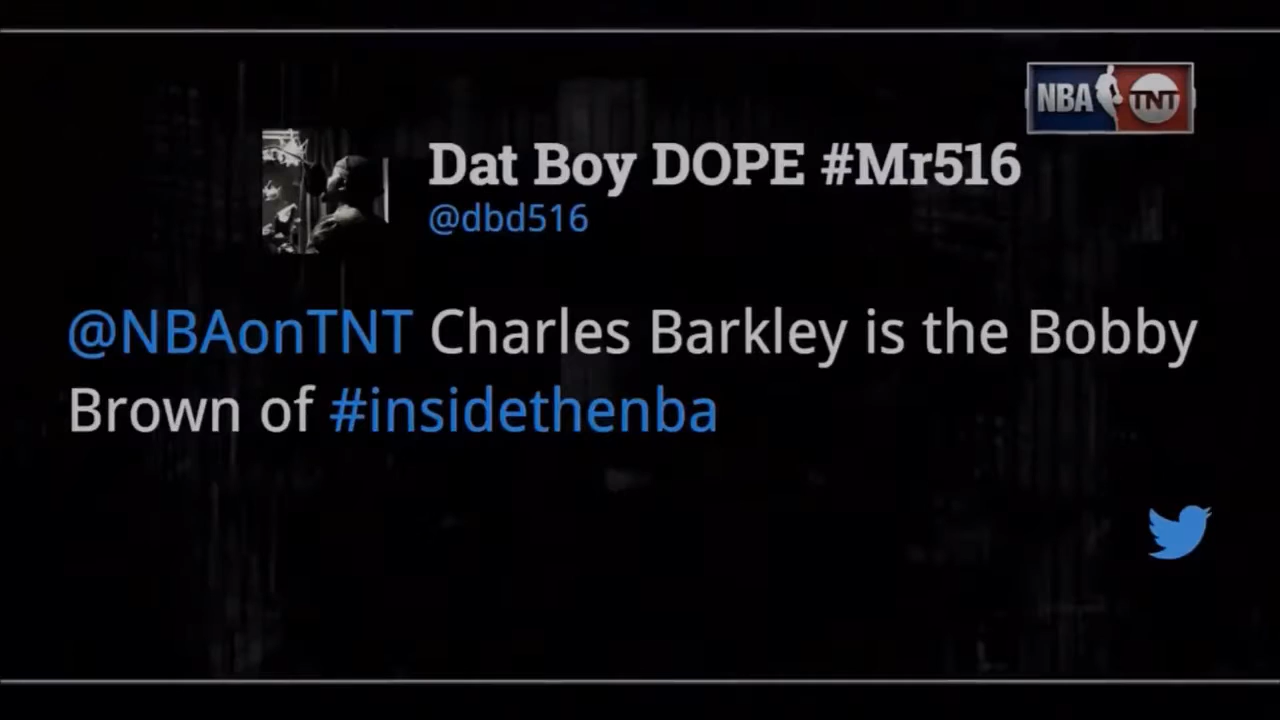 NBA TNT
Dat Boy DOPE #Mr516
@dbd516
@NBAonTNT Charles Barkley is the Bobby
Brown of #insidethenba